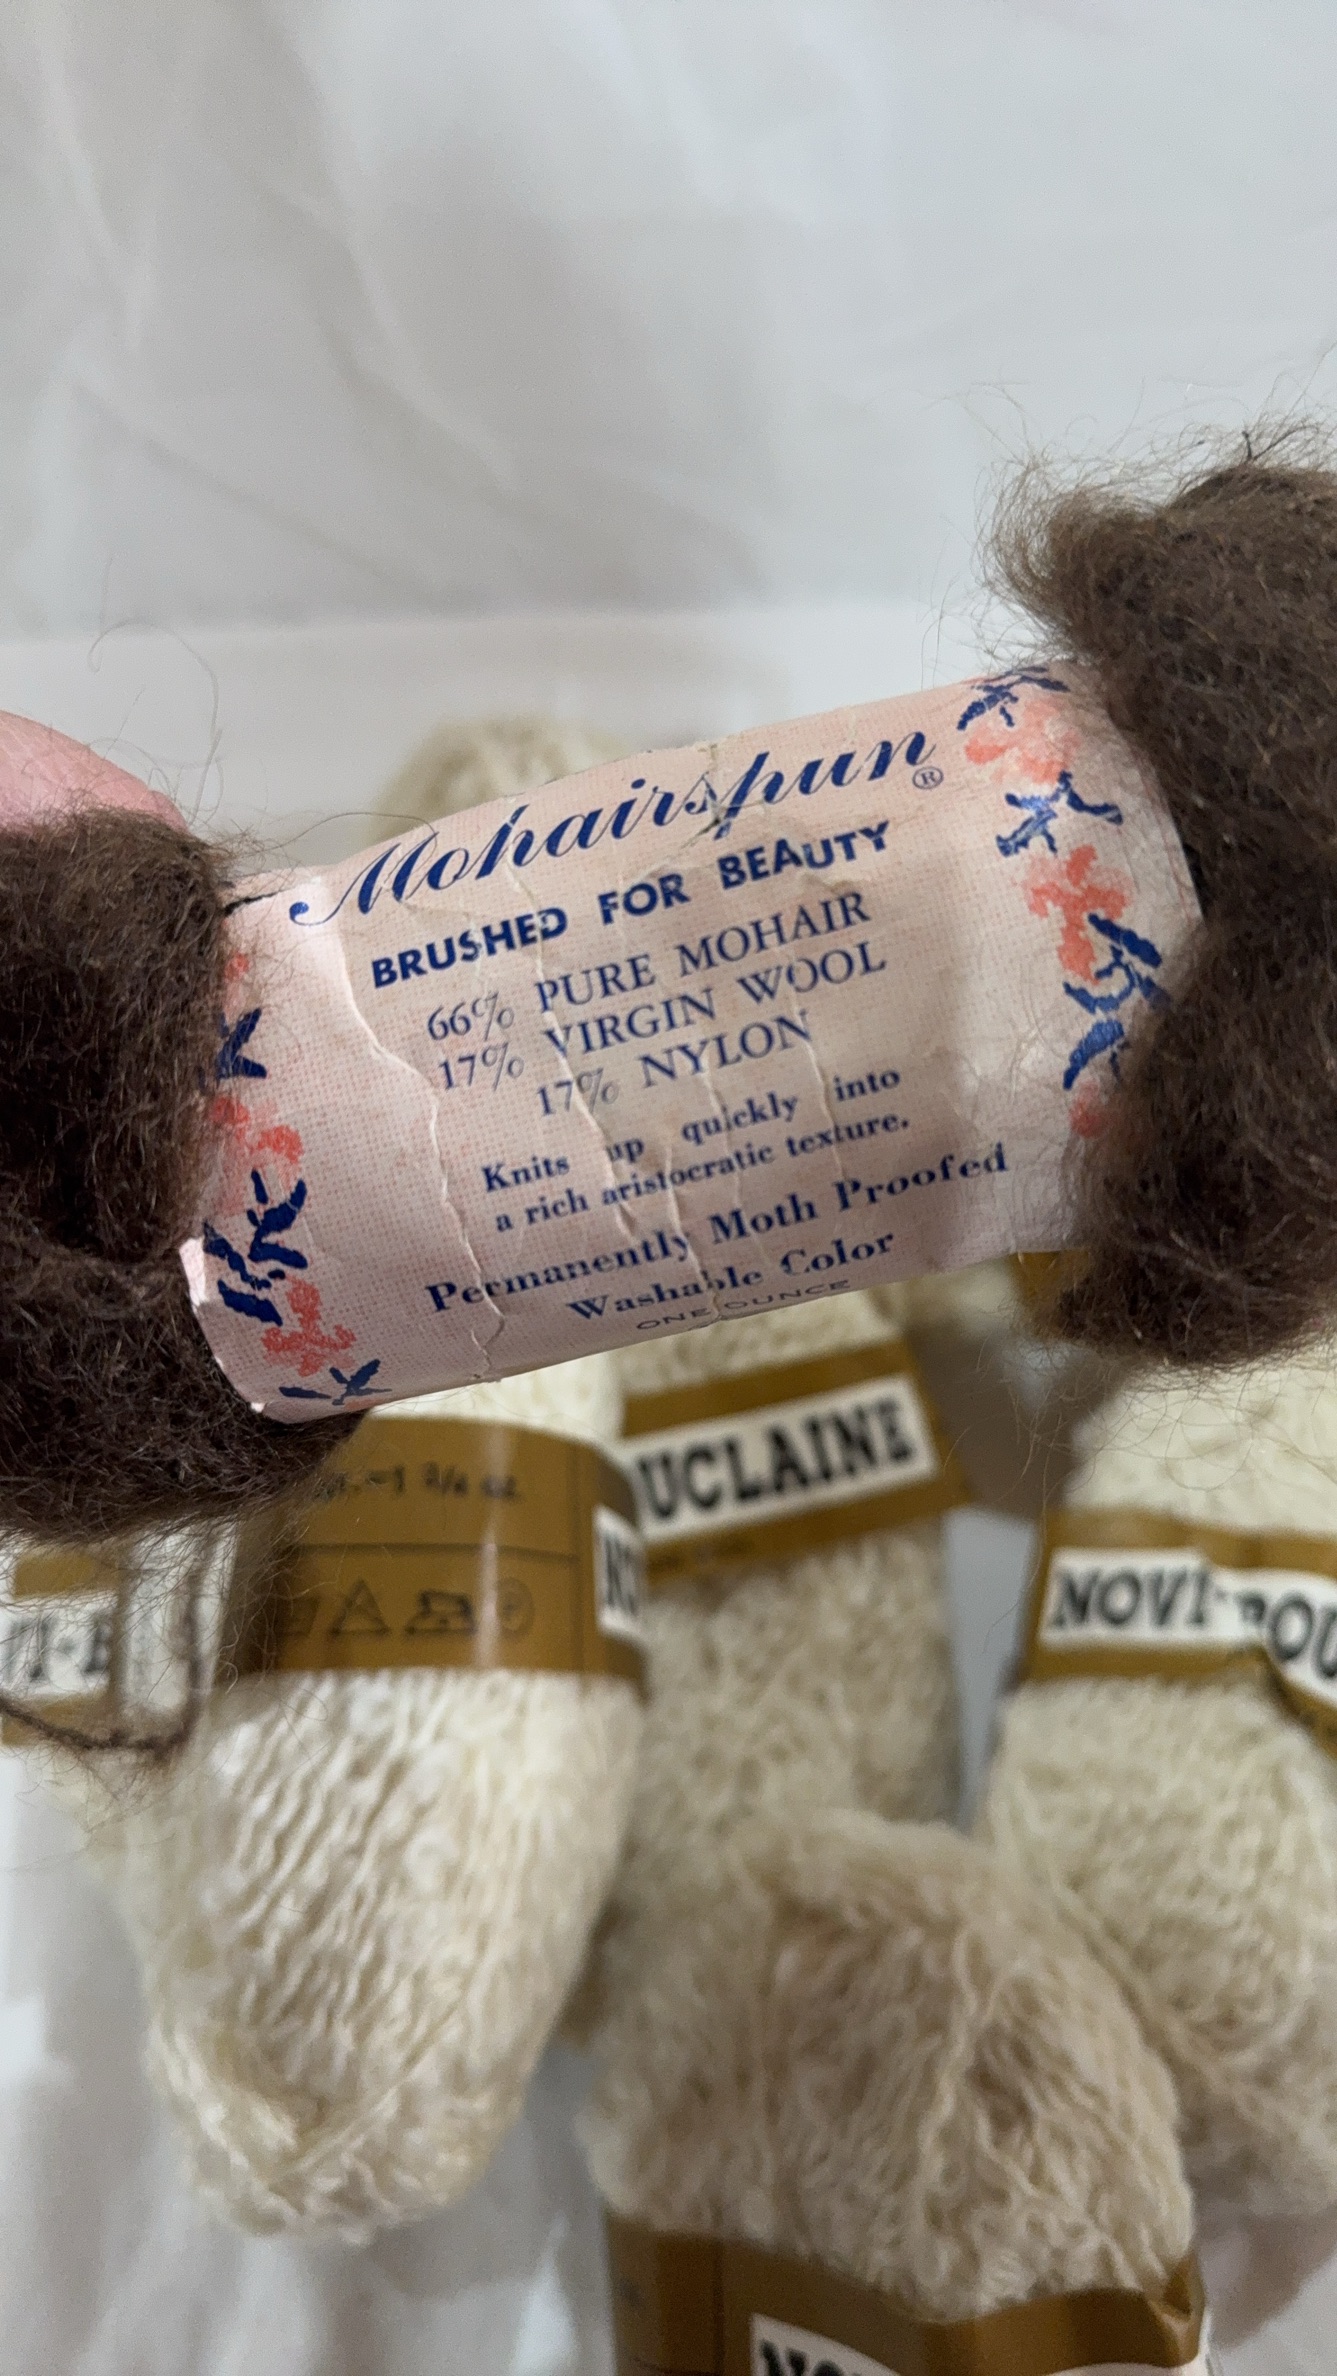 Mohairspun®
BRUSHED FOR BEAUTY
66% PURE MOHAIR
17% VIRGIN WOOL
17% NYLON
Knits up quickly into
a rich aristocratic texture.
Permanently Moth Proofed
Washable Color
ONE OUNCE
UCLAINE
NOVI-BOU